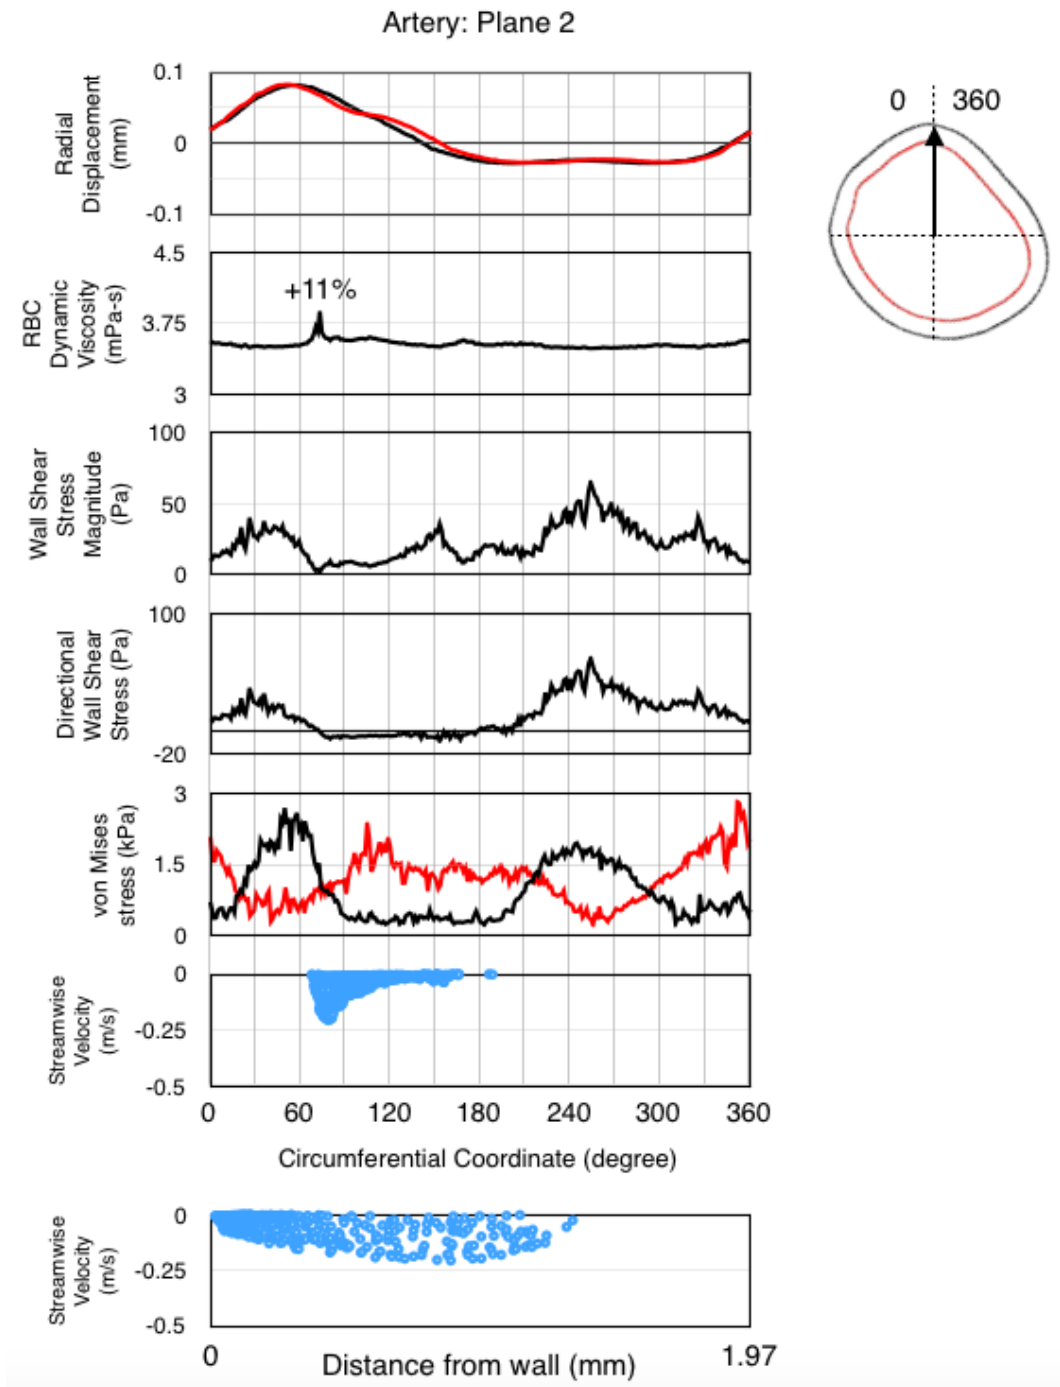 Artery: Plane 2
0.1
0
-0.1
Radial
Displacement
(mm)
0
360
4.5
3.75
3
RBC
Dynamic
Viscosity
(mPa-s)
+11%
100
50
0
Wall Shear
Stress
Magnitude
(Pa)
100
-20
Directional
Wall Shear
Stress (Pa)
3
1.5
0
von Mises
stress (kPa)
0
-0.25
-0.5
Streamwise
Velocity
(m/s)
0
60
120
180
240
300
360
Circumferential Coordinate (degree)
0
-0.25
-0.5
Streamwise
Velocity
(m/s)
0
1.97
Distance from wall (mm)